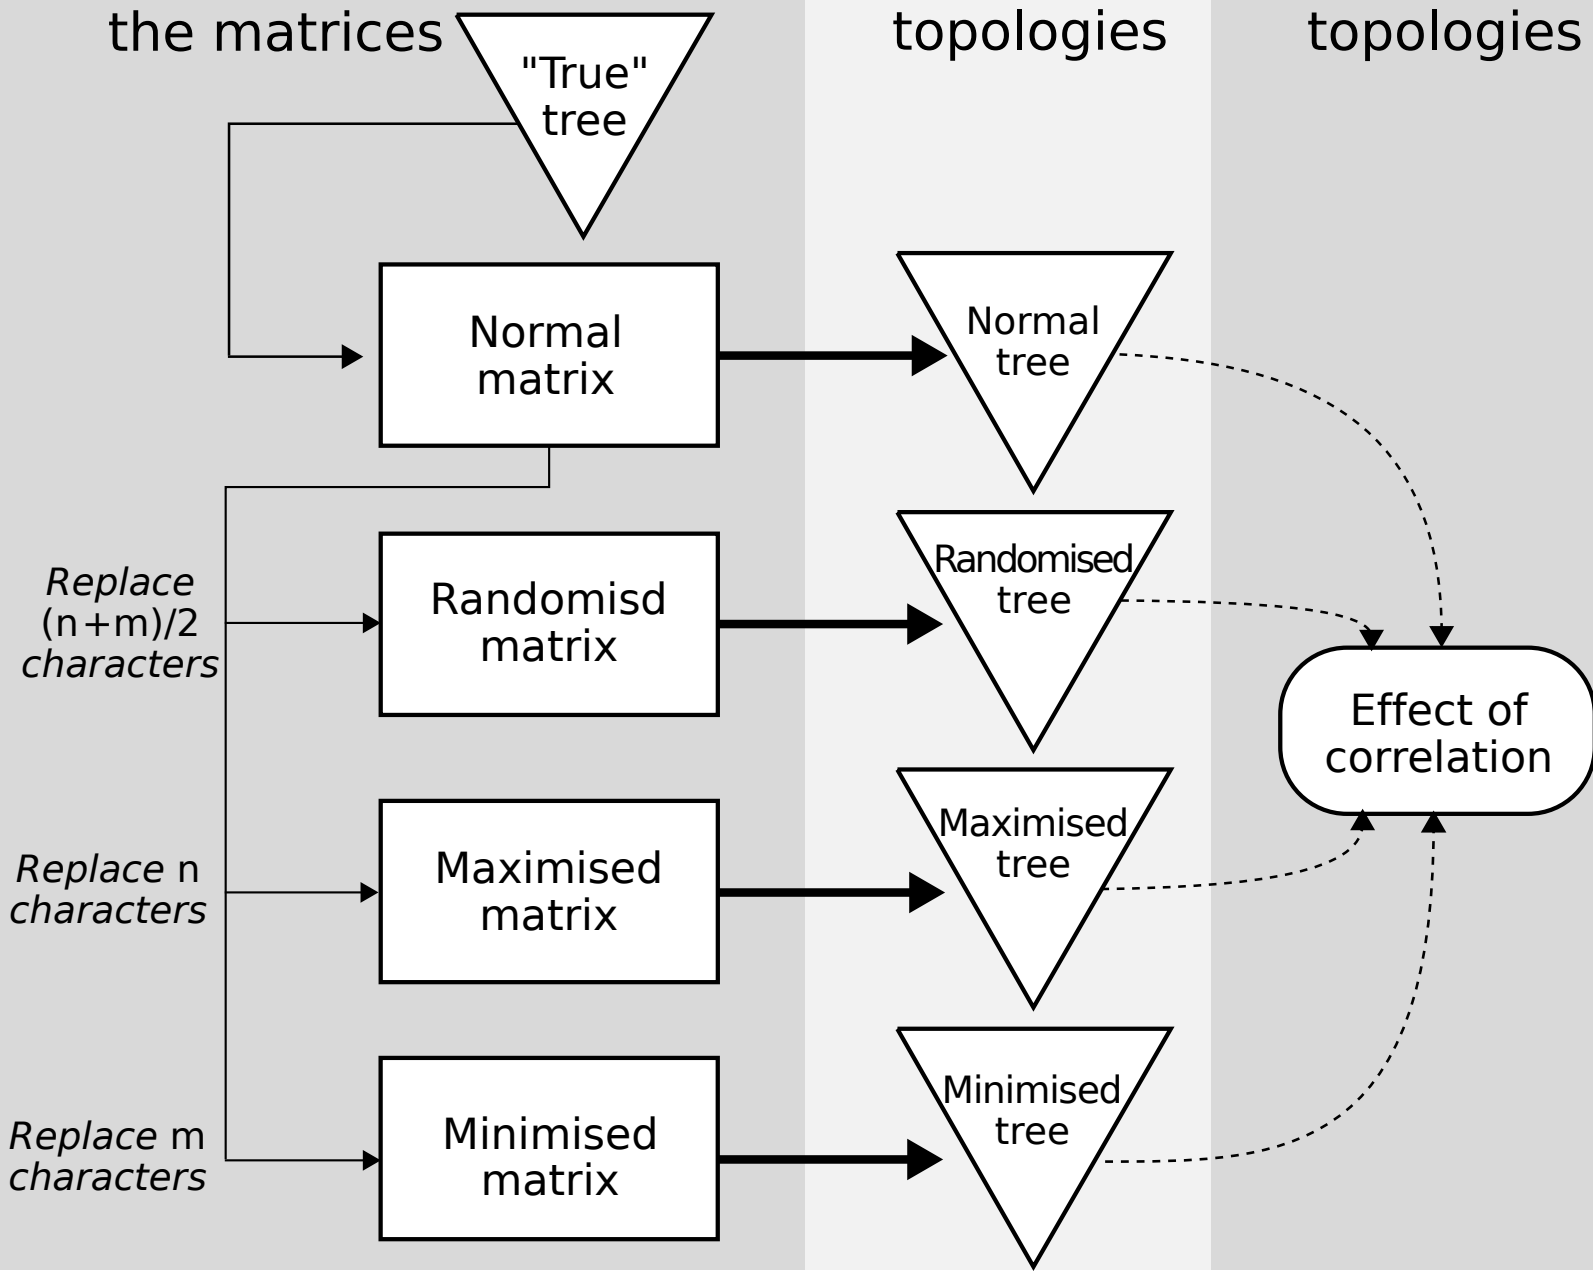 the matrices
topologies
topologies
"True"
tree
Normal
matrix
Normal
tree
Replace
(n+m)/2
characters
Randomisd
matrix
Randomised
tree
Effect of
correlation
Replace n
characters
Maximised
matrix
Maximised
tree
Replace m
characters
Minimised
matrix
Minimised
tree